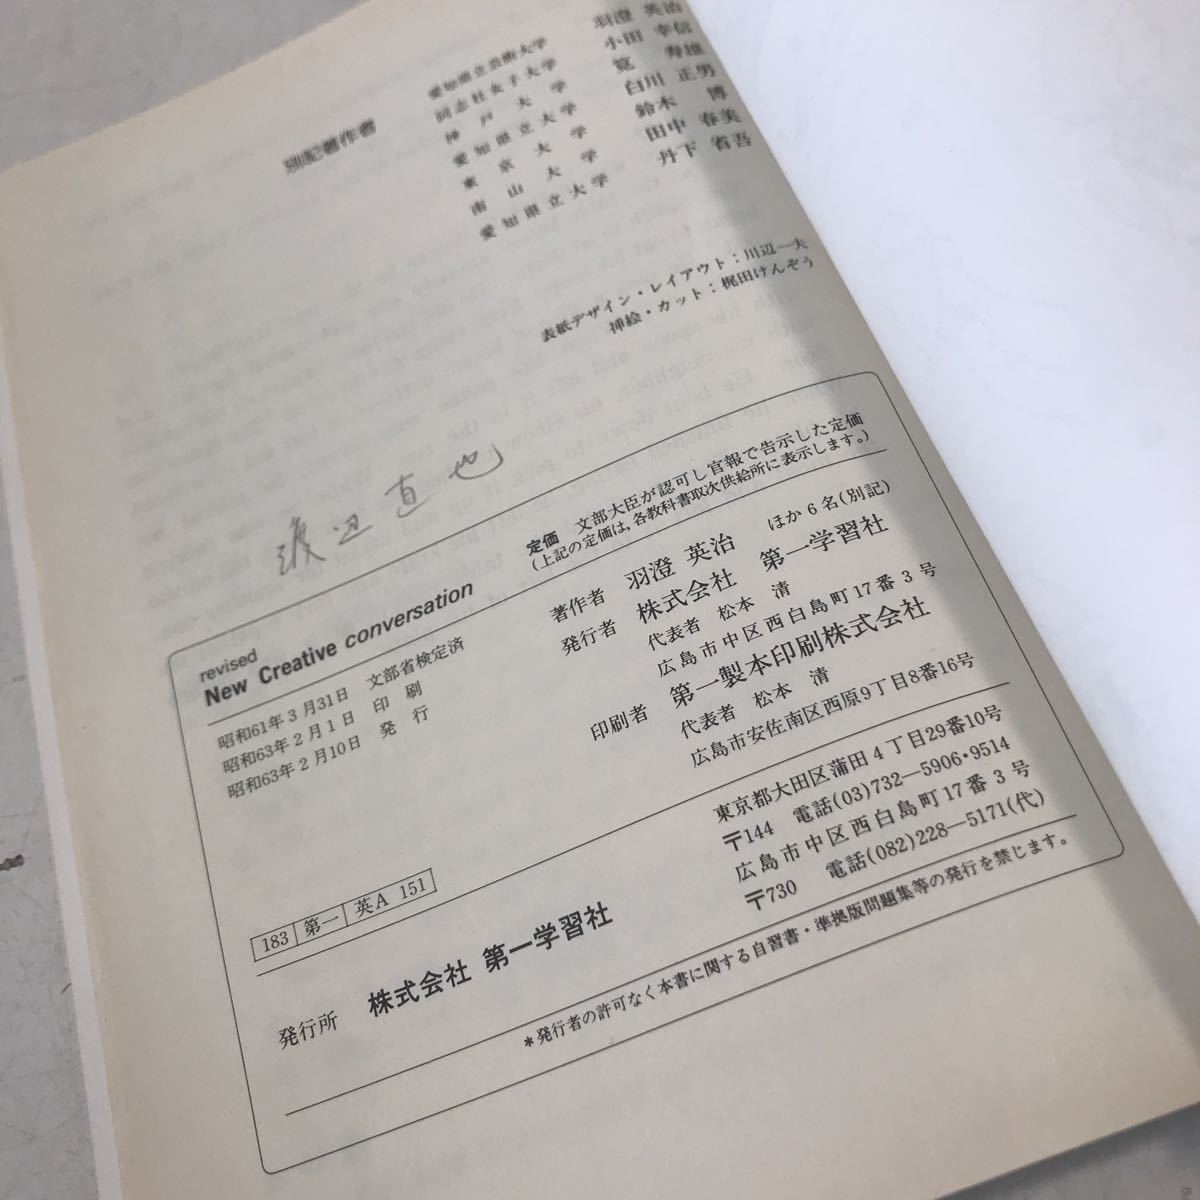 別記著作者
愛知県立芸術大学 羽澄 英治
同志社女子大学 小田 幸信
神戸大学 筧 寿雄
愛知県立大学 白川 正男
東京大学 鈴木 博
南山大学 田中 春美
愛知県立大学 丹下 省吾
表紙デザイン・レイアウト：川辺一夫
挿絵・カット：梶田けんぞう
渡辺直也
revised
New Creative conversation
定価 文部大臣が認可し官報で告示した定価
(上記の定価は,各教科書取次供給所に表示します。)
昭和61年3月31日 文部省検定済
昭和63年2月1日 印刷
昭和63年2月10日 発行
著作者 羽澄 英治 ほか6名(別記)
発行者 株式会社 第一学習社
代表者 松本 清
広島市中区西白島町17番3号
印刷者 第一製本印刷株式会社
代表者 松本 清
広島市安佐南区西原9丁目8番16号
183 第一 英A 151
発行所 株式会社 第一学習社
東京都大田区蒲田4丁目29番10号
〒144 電話(03)732—5906・9514
広島市中区西白島町17番3号
〒730 電話(082)228—5171(代)
＊発行者の許可なく本書に関する自習書・準拠版問題集等の発行を禁じます。